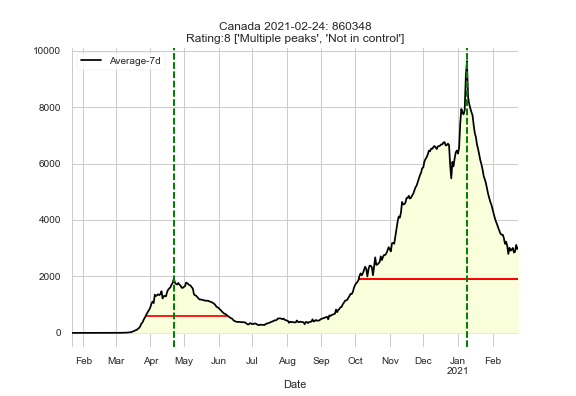 Canada 2021-02-24: 860348
Rating:8 ['Multiple peaks', 'Not in control']
Average-7d
10000
8000
6000
4000
2000
0
Feb Mar Apr May Jun Jul Aug Sep Oct Nov Dec Jan Feb
2021
Date